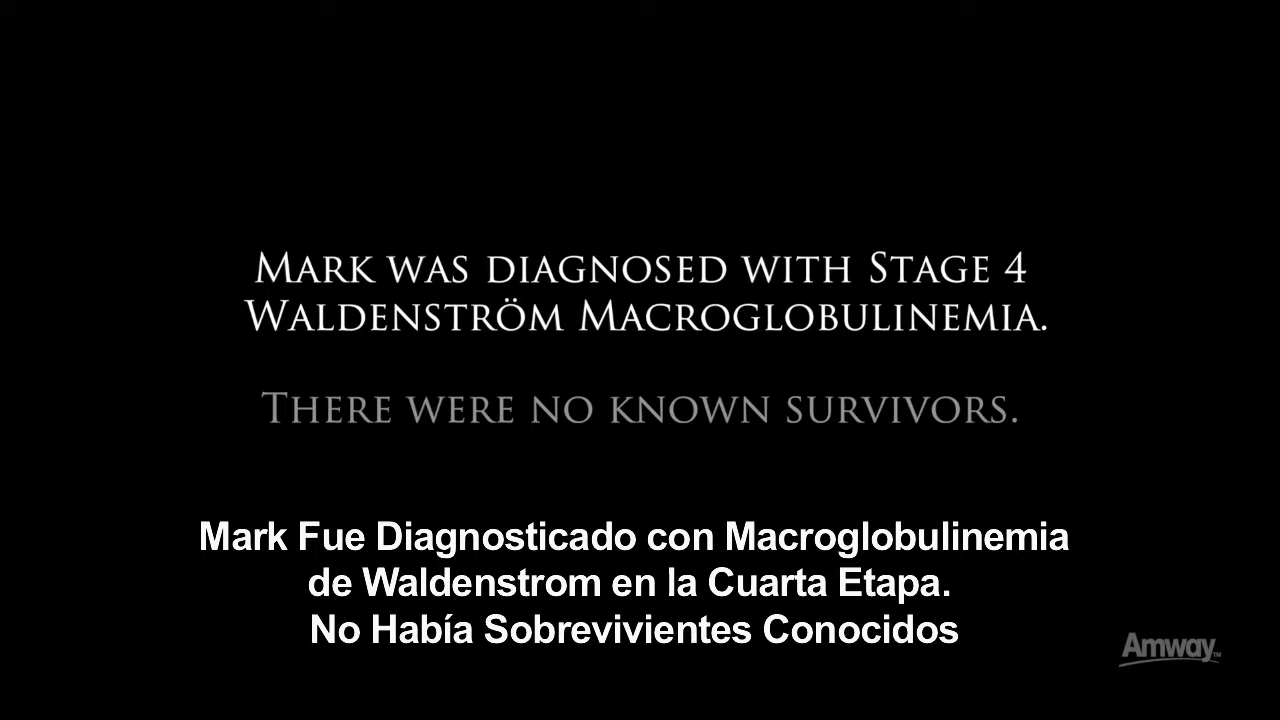 Mark was diagnosed with Stage 4
Waldenström Macroglobulinemia.
There were no known survivors.
Mark Fue Diagnosticado con Macroglobulinemia
de Waldenstrom en la Cuarta Etapa.
No Había Sobrevivientes Conocidos
Amway™